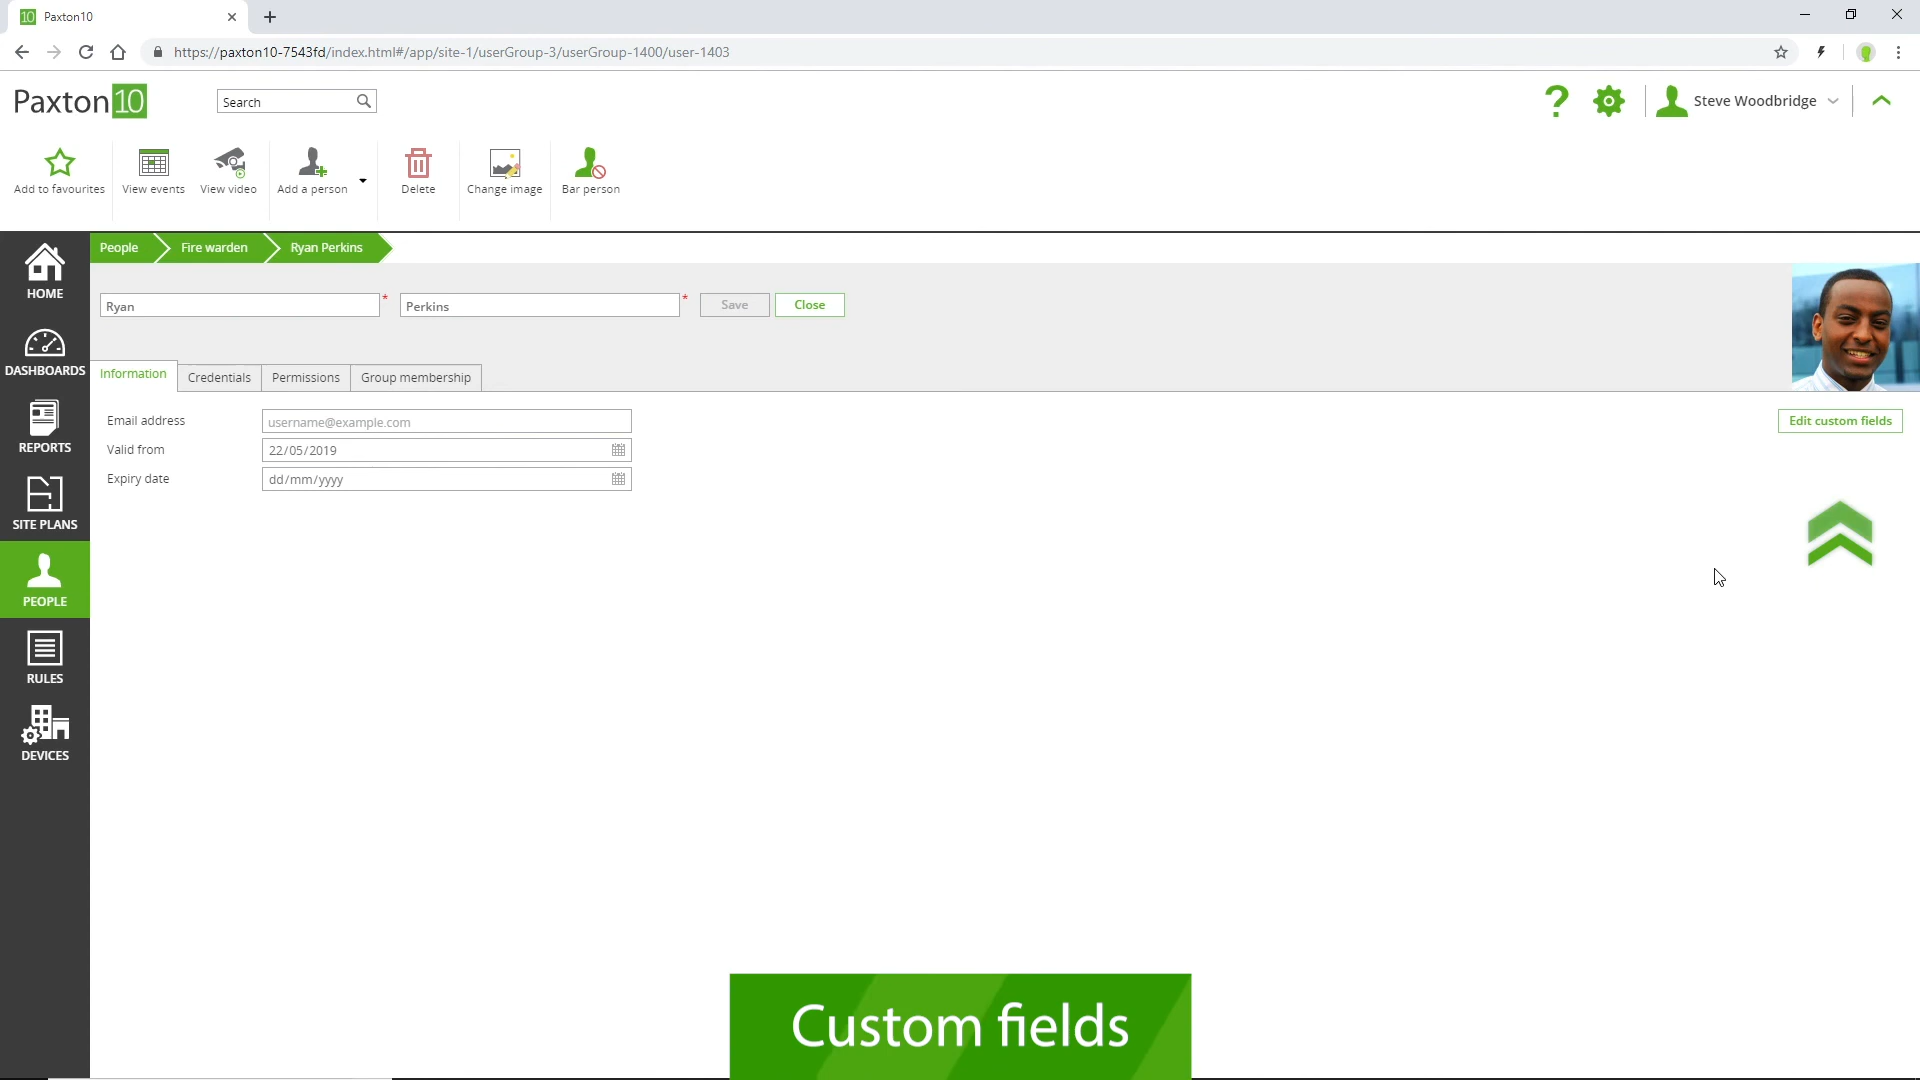 10 Paxton10
https://paxton10-7543fd/index.html#/app/site-1/userGroup-3/userGroup-1400/user-1403
Paxton 10
Search
Steve Woodbridge
Add to favourites
View events
View video
Add a person
Delete
Change image
Bar person
HOME
DASHBOARDS
REPORTS
SITE PLANS
PEOPLE
RULES
DEVICES
People Fire warden Ryan Perkins
Ryan * Perkins * Save Close
Information Credentials Permissions Group membership
Email address username@example.com Edit custom fields
Valid from 22/05/2019
Expiry date dd/mm/yyyy
Custom fields